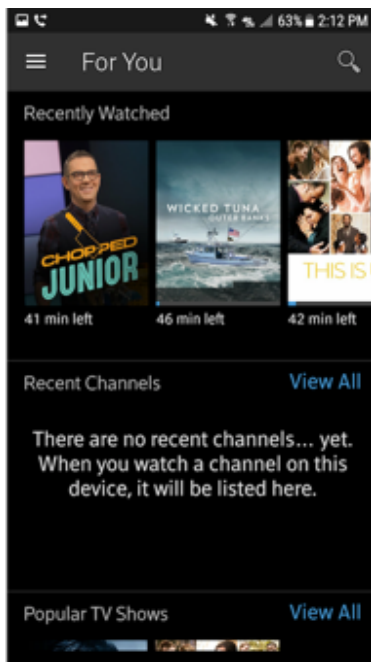 63% 2:12 PM
For You
Recently Watched
CHOPPED
JUNIOR
WICKED TUNA
OUTER BANKS
THIS IS
41 min left
46 min left
42 min left
Recent Channels View All
There are no recent channels... yet.
When you watch a channel on this
device, it will be listed here.
Popular TV Shows View All